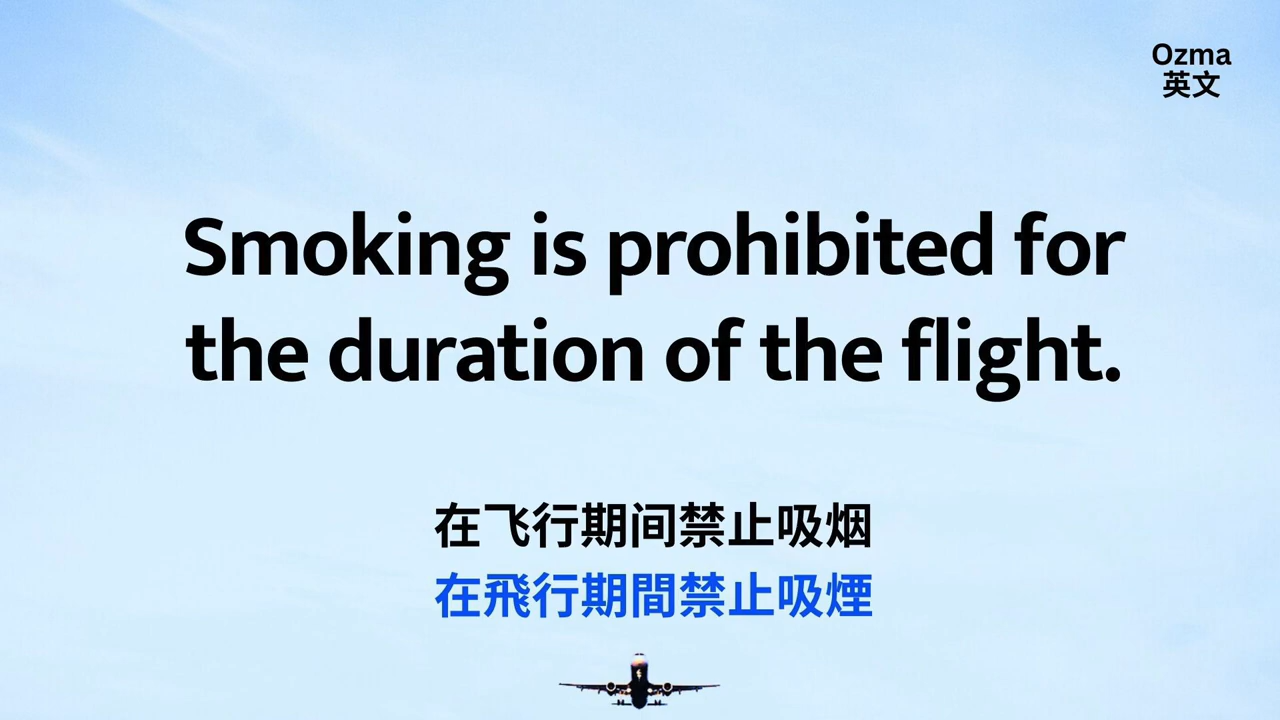 Ozma
英文
Smoking is prohibited for
the duration of the flight.
在飞行期间禁止吸烟
在飛行期間禁止吸煙